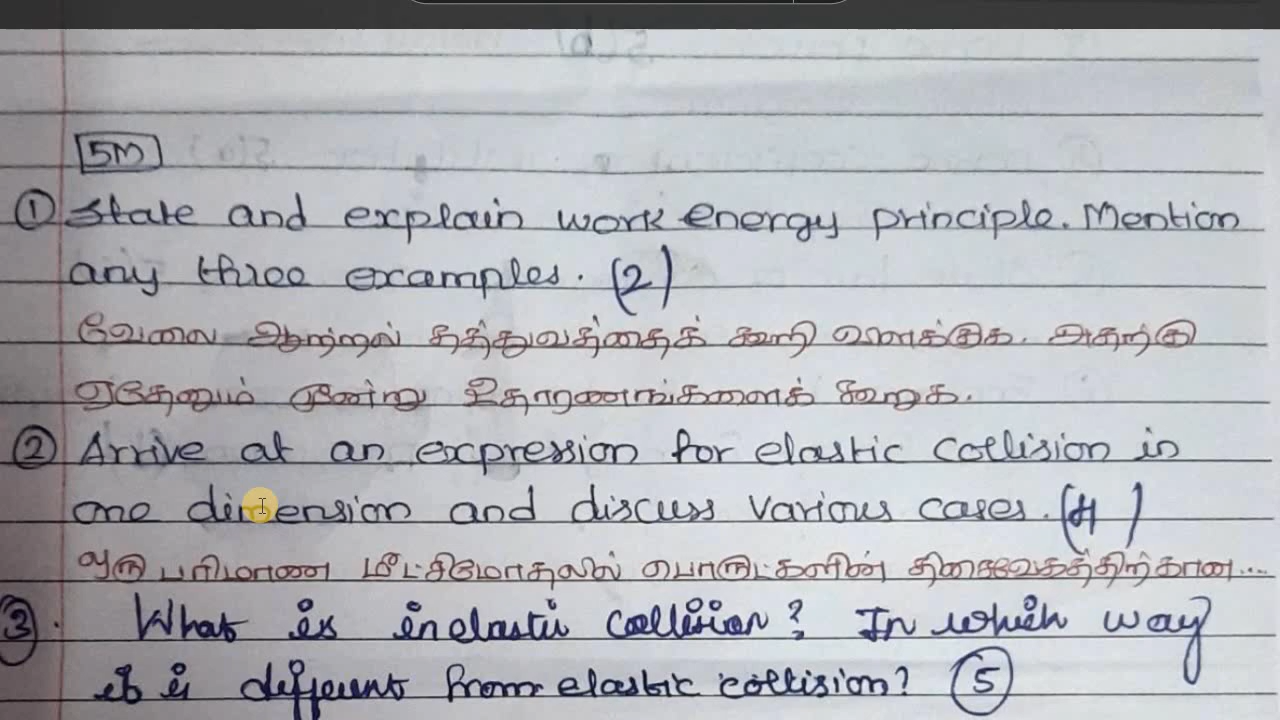 5M
① State and explain work energy principle. Mention
any three examples. (2)
வேலை ஆற்றல் தத்துவத்தைக் கூறி விளக்குக. அதற்கு
ஏதேனும் மூன்று உதாரணங்களைக் கூறுக.
② Arrive at an expression for elastic collision in
one dimension and discuss various cases. (4)
ஒரு பரிமாண மீட்சிமோதலில் பொருட்களின் திசைவேகத்திற்கான....
③. What is inelastic collision? In which way
it is different from elastic collision? ⑤